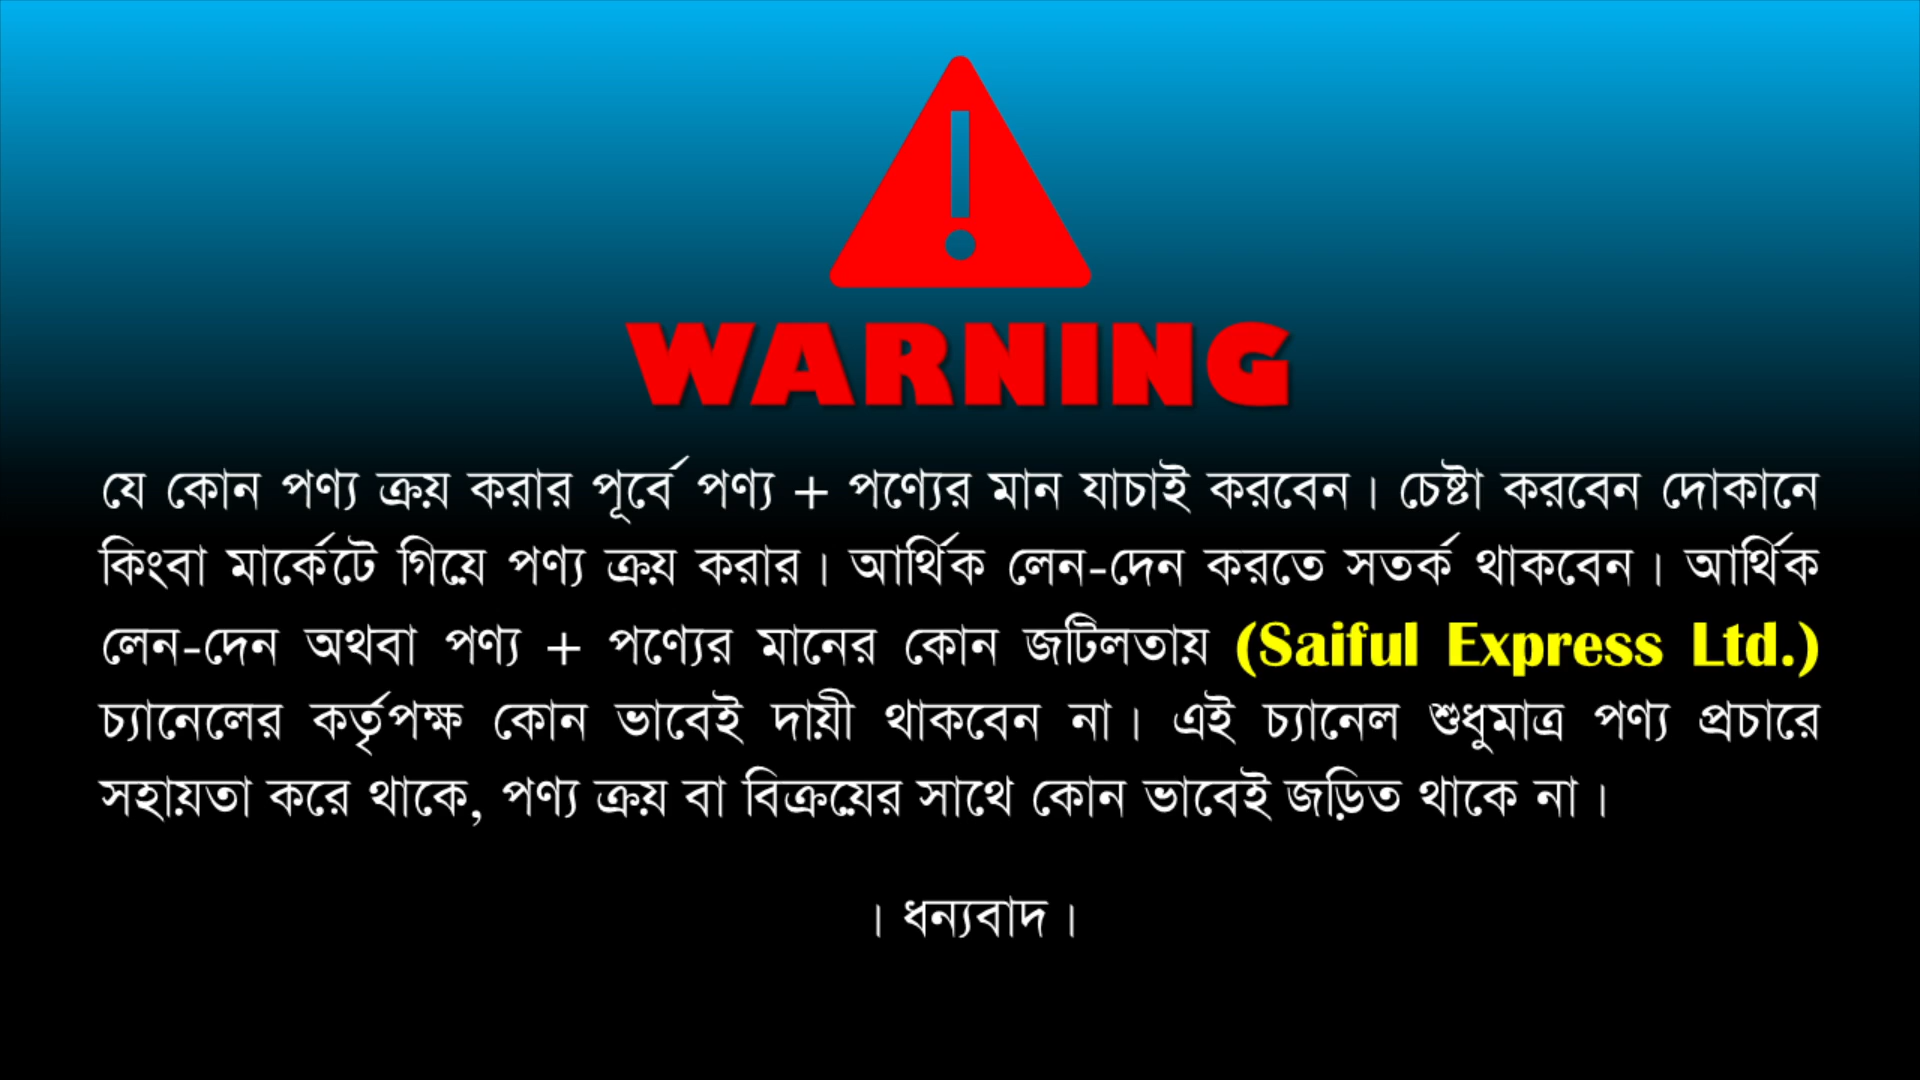 WARNING
যে কোন পণ্য ক্রয় করার পূর্বে পণ্য + পণ্যের মান যাচাই করবেন। চেষ্টা করবেন দোকানে
কিংবা মার্কেটে গিয়ে পণ্য ক্রয় করার। আর্থিক লেন-দেন করতে সতর্ক থাকবেন। আর্থিক
লেন-দেন অথবা পণ্য + পণ্যের মানের কোন জটিলতায় (Saiful Express Ltd.)
চ্যানেলের কর্তৃপক্ষ কোন ভাবেই দায়ী থাকবেন না। এই চ্যানেল শুধুমাত্র পণ্য প্রচারে
সহায়তা করে থাকে, পণ্য ক্রয় বা বিক্রয়ের সাথে কোন ভাবেই জড়িত থাকে না।
। ধন্যবাদ ।